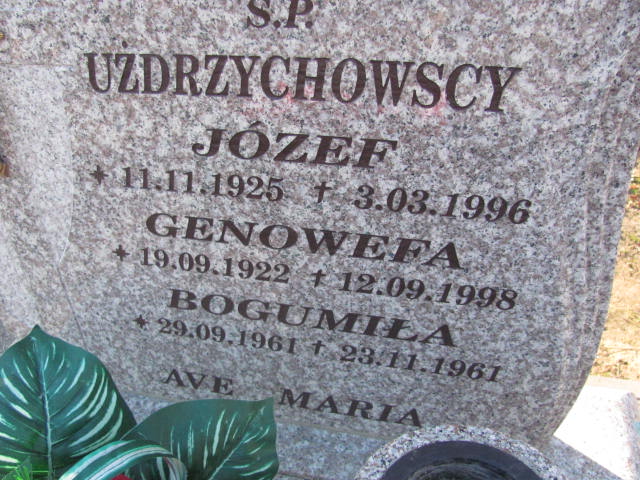 Ś.P.
UŻDRZYCHOWSCY
JÓZEF
* 11.11.1925 † 3.03.1996
GENOWEFA
* 19.09.1922 † 12.09.1998
BOGUMIŁA
* 29.09.1961 † 23.11.1961
AVE MARIA